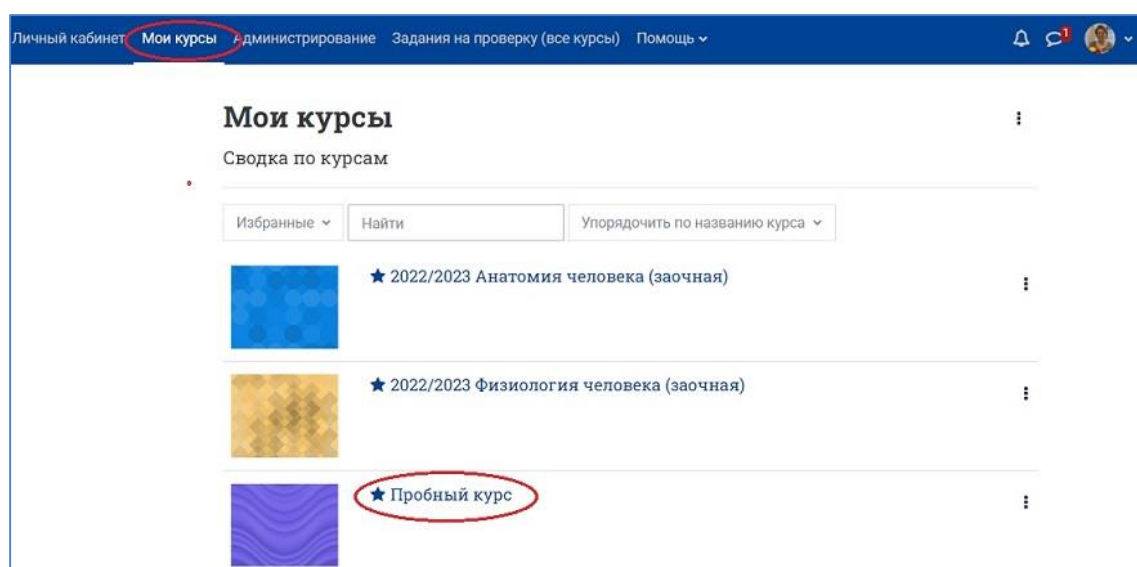 Личный кабинет Мои курсы Администрирование Задания на проверку (все курсы) Помощь 1
Мои курсы
Сводка по курсам
Избранные Найти Упорядочить по названию курса
2022/2023 Анатомия человека (заочная)
2022/2023 Физиология человека (заочная)
Пробный курс